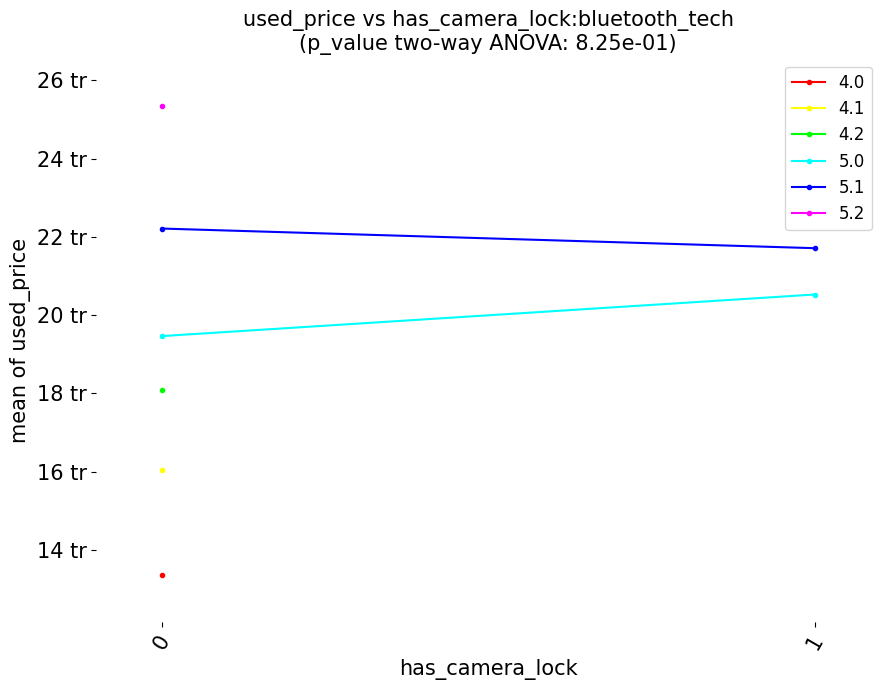 used_price vs has_camera_lock:bluetooth_tech
(p_value two-way ANOVA: 8.25e-01)
26 tr
24 tr
22 tr
20 tr
18 tr
16 tr
14 tr
mean of used_price
4.0
4.1
4.2
5.0
5.1
5.2
0
1
has_camera_lock